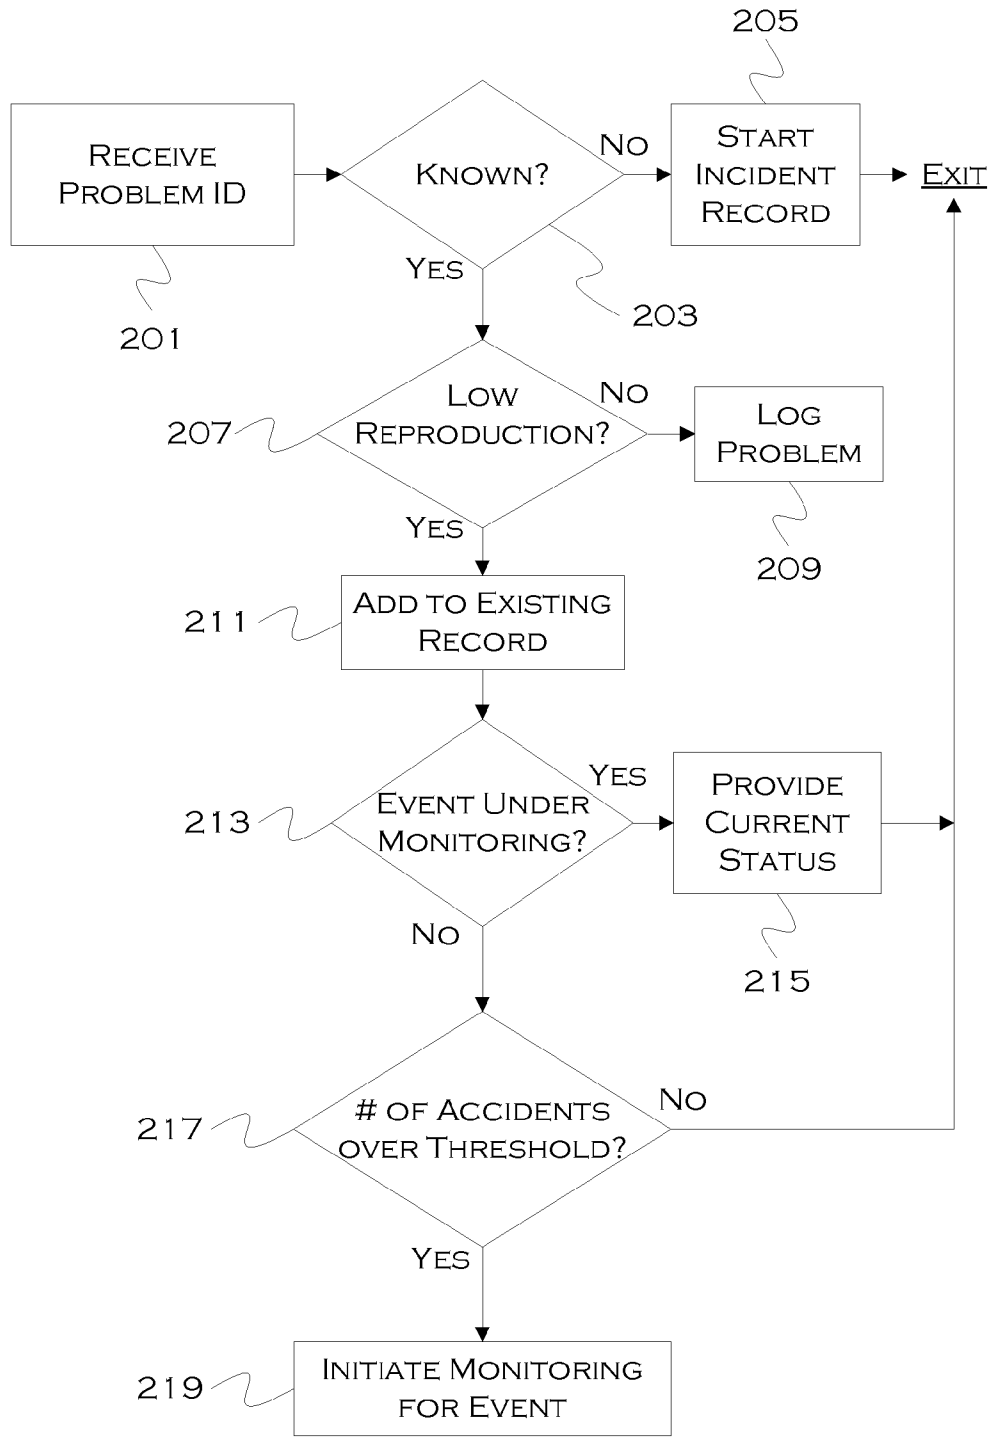 205
RECEIVE
PROBLEM ID
201
KNOWN?
NO
START
INCIDENT
RECORD
EXIT
YES
203
LOW
REPRODUCTION?
207
NO
LOG
PROBLEM
209
YES
ADD TO EXISTING
RECORD
211
EVENT UNDER
MONITORING?
213
YES
PROVIDE
CURRENT
STATUS
215
NO
# OF ACCIDENTS
OVER THRESHOLD?
217
NO
YES
INITIATE MONITORING
FOR EVENT
219